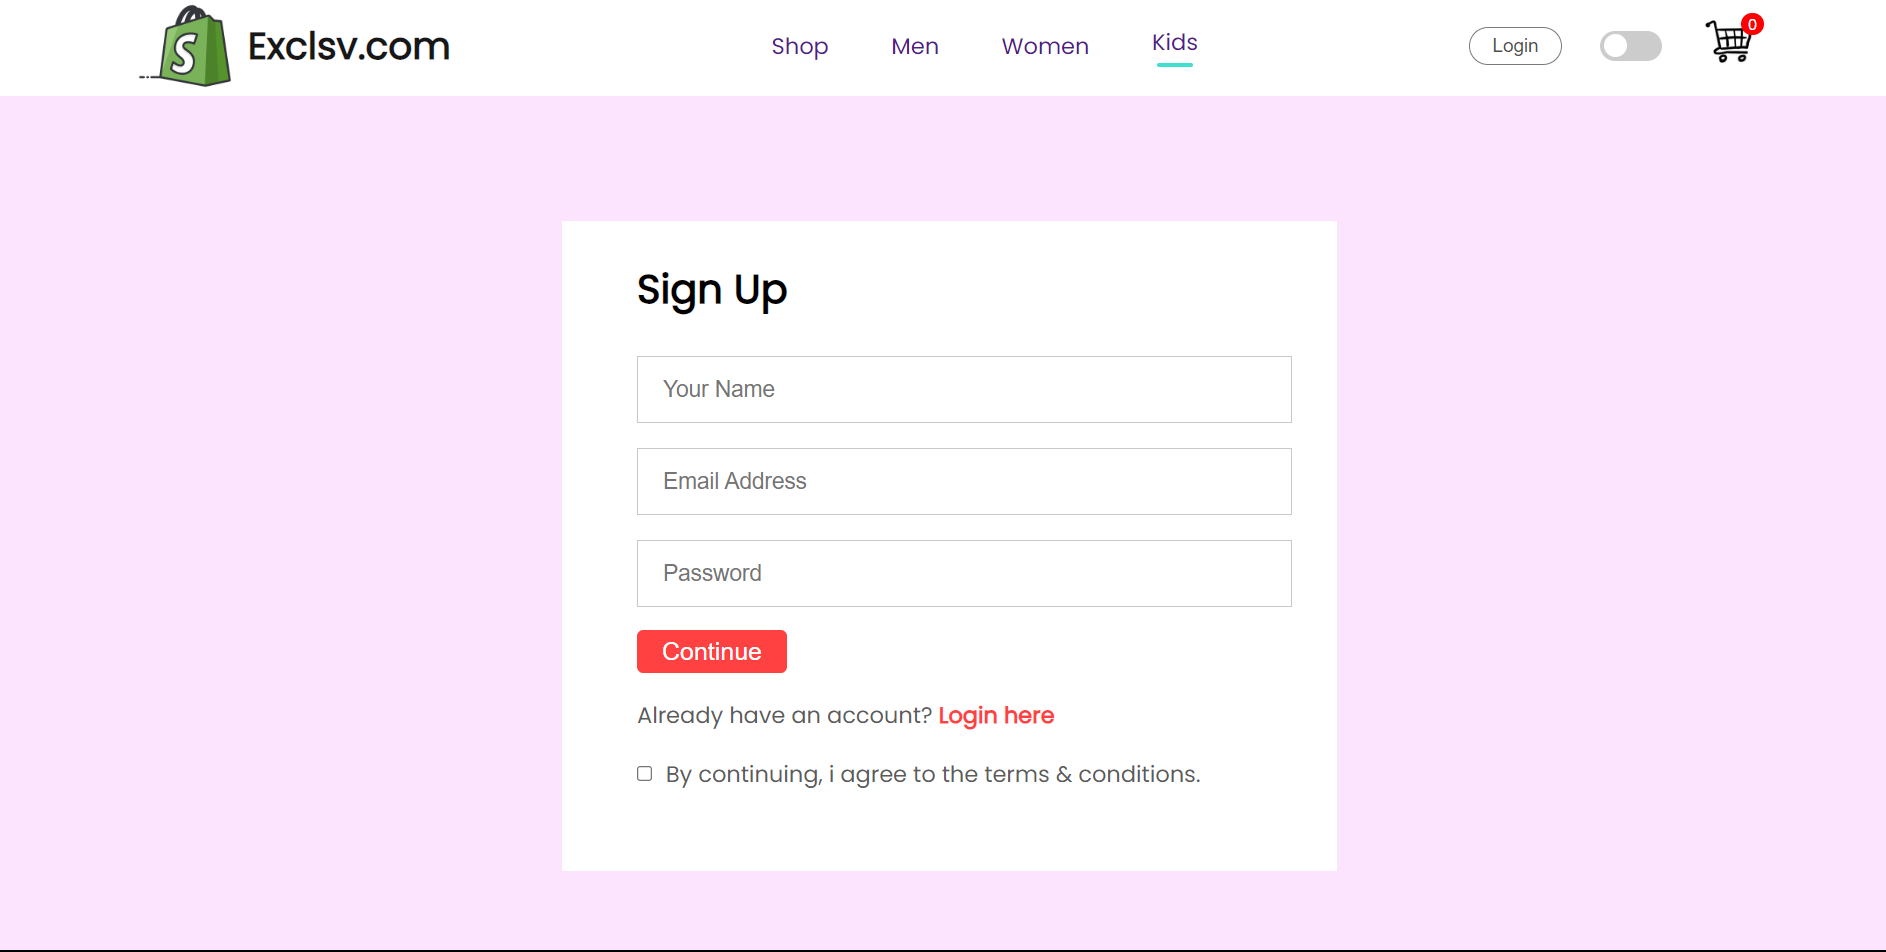 S Exclsv.com
Shop Men Women Kids
Login
0
Sign Up
Your Name
Email Address
Password
Continue
Already have an account? Login here
By continuing, i agree to the terms & conditions.